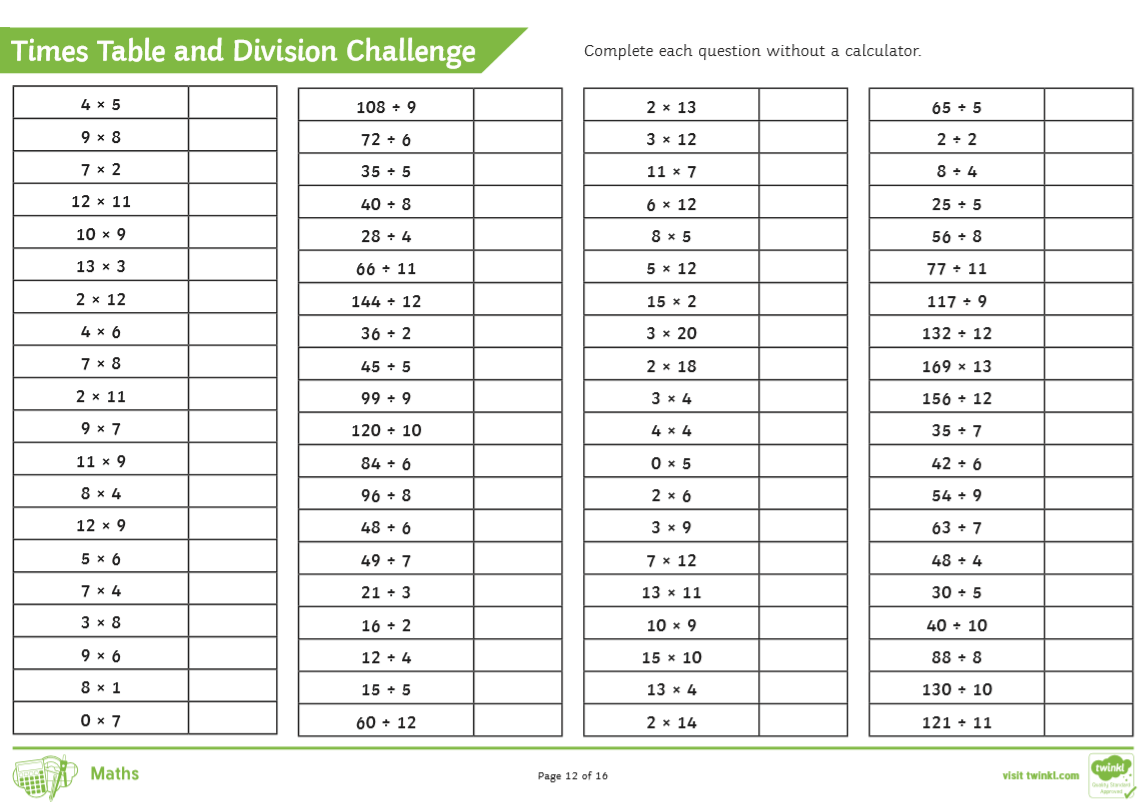 Times Table and Division Challenge
Complete each question without a calculator.
4 × 5
9 × 8
7 × 2
12 × 11
10 × 9
13 × 3
2 × 12
4 × 6
7 × 8
2 × 11
9 × 7
11 × 9
8 × 4
12 × 9
5 × 6
7 × 4
3 × 8
9 × 6
8 × 1
0 × 7
108 ÷ 9
72 ÷ 6
35 ÷ 5
40 ÷ 8
28 ÷ 4
66 ÷ 11
144 ÷ 12
36 ÷ 2
45 ÷ 5
99 ÷ 9
120 ÷ 10
84 ÷ 6
96 ÷ 8
48 ÷ 6
49 ÷ 7
21 ÷ 3
16 ÷ 2
12 ÷ 4
15 ÷ 5
60 ÷ 12
2 × 13
3 × 12
11 × 7
6 × 12
8 × 5
5 × 12
15 × 2
3 × 20
2 × 18
3 × 4
4 × 4
0 × 5
2 × 6
3 × 9
7 × 12
13 × 11
10 × 9
15 × 10
13 × 4
2 × 14
65 ÷ 5
2 ÷ 2
8 ÷ 4
25 ÷ 5
56 ÷ 8
77 ÷ 11
117 ÷ 9
132 ÷ 12
169 × 13
156 ÷ 12
35 ÷ 7
42 ÷ 6
54 ÷ 9
63 ÷ 7
48 ÷ 4
30 ÷ 5
40 ÷ 10
88 ÷ 8
130 ÷ 10
121 ÷ 11
Maths
Page 12 of 16
visit twinkl.com
twinkl
Quality Standard
Approved